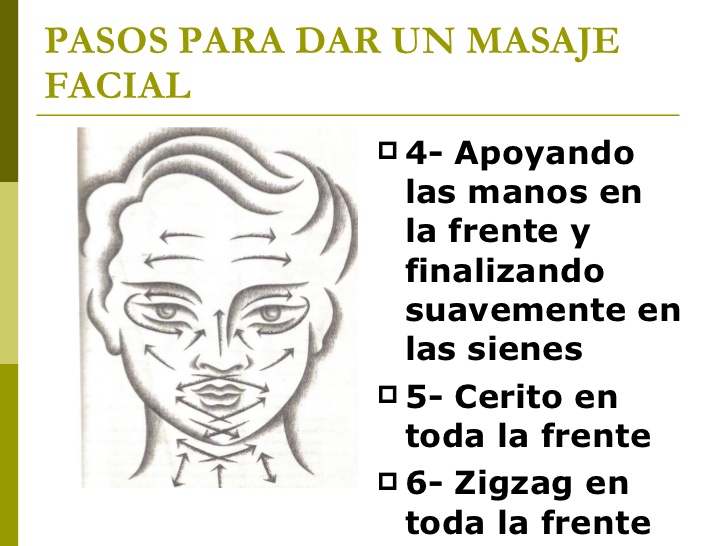 PASOS PARA DAR UN MASAJE
FACIAL
4- Apoyando
las manos en
la frente y
finalizando
suavemente en
las sienes
5- Cerito en
toda la frente
6- Zigzag en
toda la frente